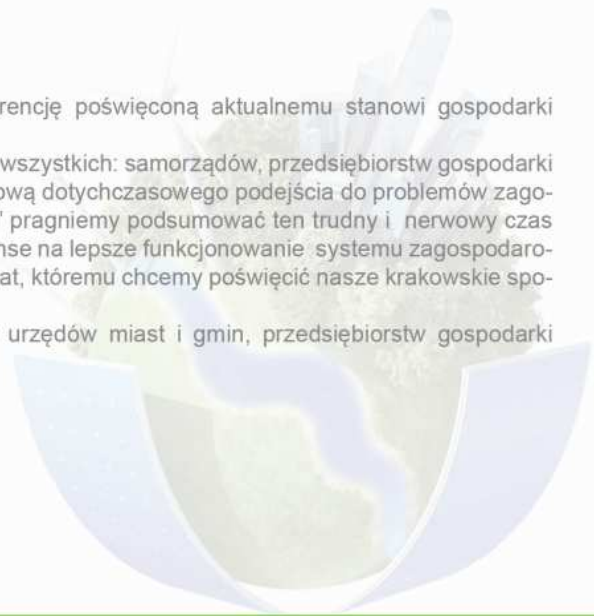 rencję poświęconą aktualnemu stanowi gospodarki
wszystkich: samorządów, przedsiębiorstw gospodarki
ową dotychczasowego podejścia do problemów zago-
” pragniemy podsumować ten trudny i nerwowy czas
nse na lepsze funkcjonowanie systemu zagospodaro-
at, któremu chcemy poświęcić nasze krakowskie spo-
urzędów miast i gmin, przedsiębiorstw gospodarki